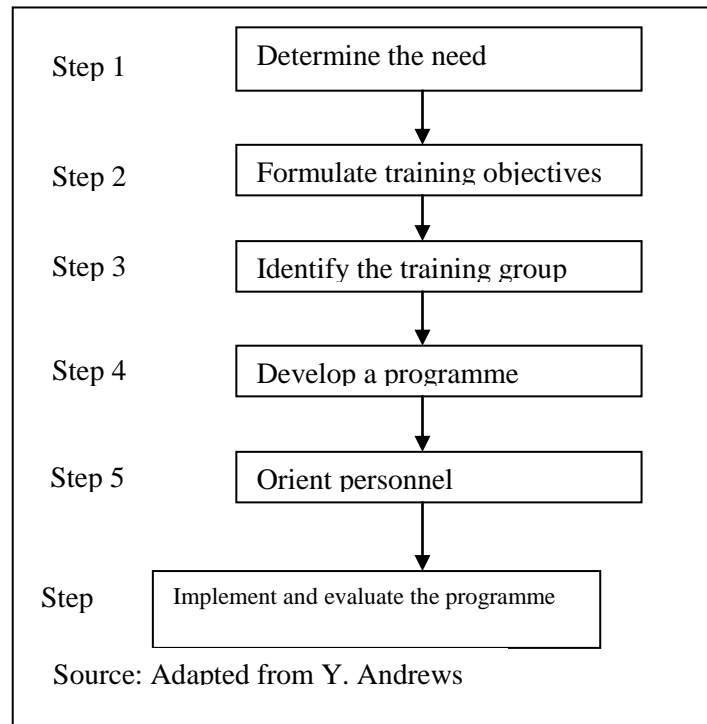 Step 1
Determine the need
Step 2
Formulate training objectives
Step 3
Identify the training group
Step 4
Develop a programme
Step 5
Orient personnel
Step
Implement and evaluate the programme
Source: Adapted from Y. Andrews